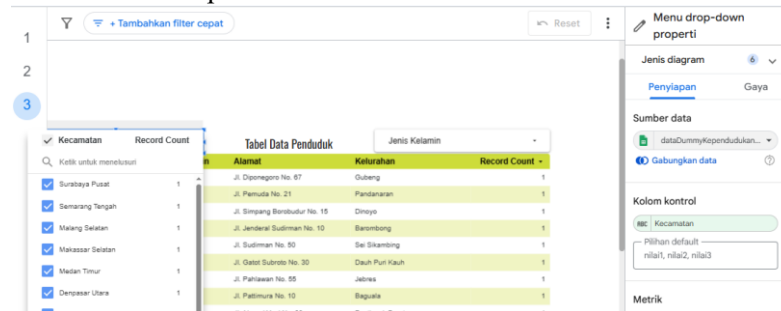 + Tambahkan filter cepat
Reset
1
2
3
Kecamatan Record Count
Ketik untuk menelusuri
Surabaya Pusat 1
Semarang Tengah 1
Malang Selatan 1
Makassar Selatan 1
Medan Timur 1
Denpasar Utara 1
Tabel Data Penduduk
Jenis Kelamin
Alamat Kelurahan Record Count
Jl. Diponegoro No. 67 Gubeng 1
Jl. Pemuda No. 21 Pandanaran 1
Jl. Simpang Borobudur No. 15 Dinoyo 1
Jl. Jenderal Sudirman No. 10 Barombong 1
Jl. Sudirman No. 50 Sei Sikambing 1
Jl. Gatot Subroto No. 30 Dauh Puri Kauh 1
Jl. Pahlawan No. 55 Jebres 1
Jl. Pattimura No. 10 Baguala 1
Menu drop-down
properti
Jenis diagram 6
Penyiapan Gaya
Sumber data
dataDummyKependudukan...
Gabungkan data
Kolom kontrol
ABC Kecamatan
Pilihan default
nilai1, nilai2, nilai3
Metrik